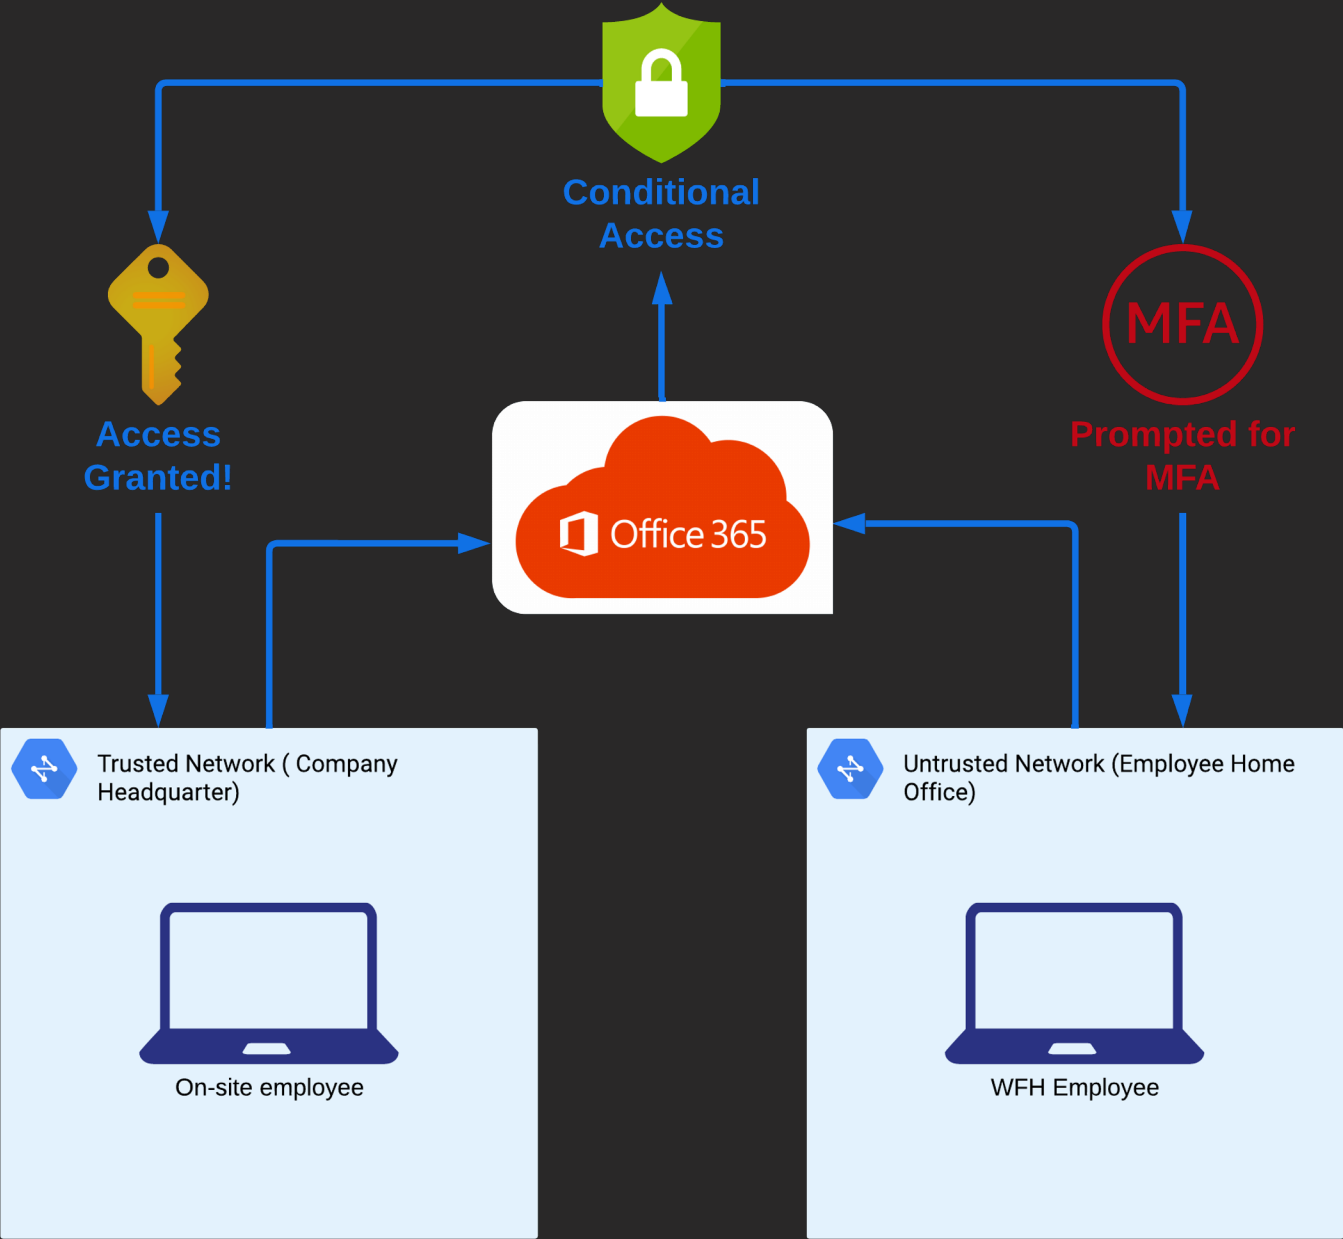 Conditional
Access
MFA
Access
Granted!
Prompted for
MFA
Office 365
Trusted Network ( Company
Headquarter)
Untrusted Network (Employee Home
Office)
On-site employee
WFH Employee